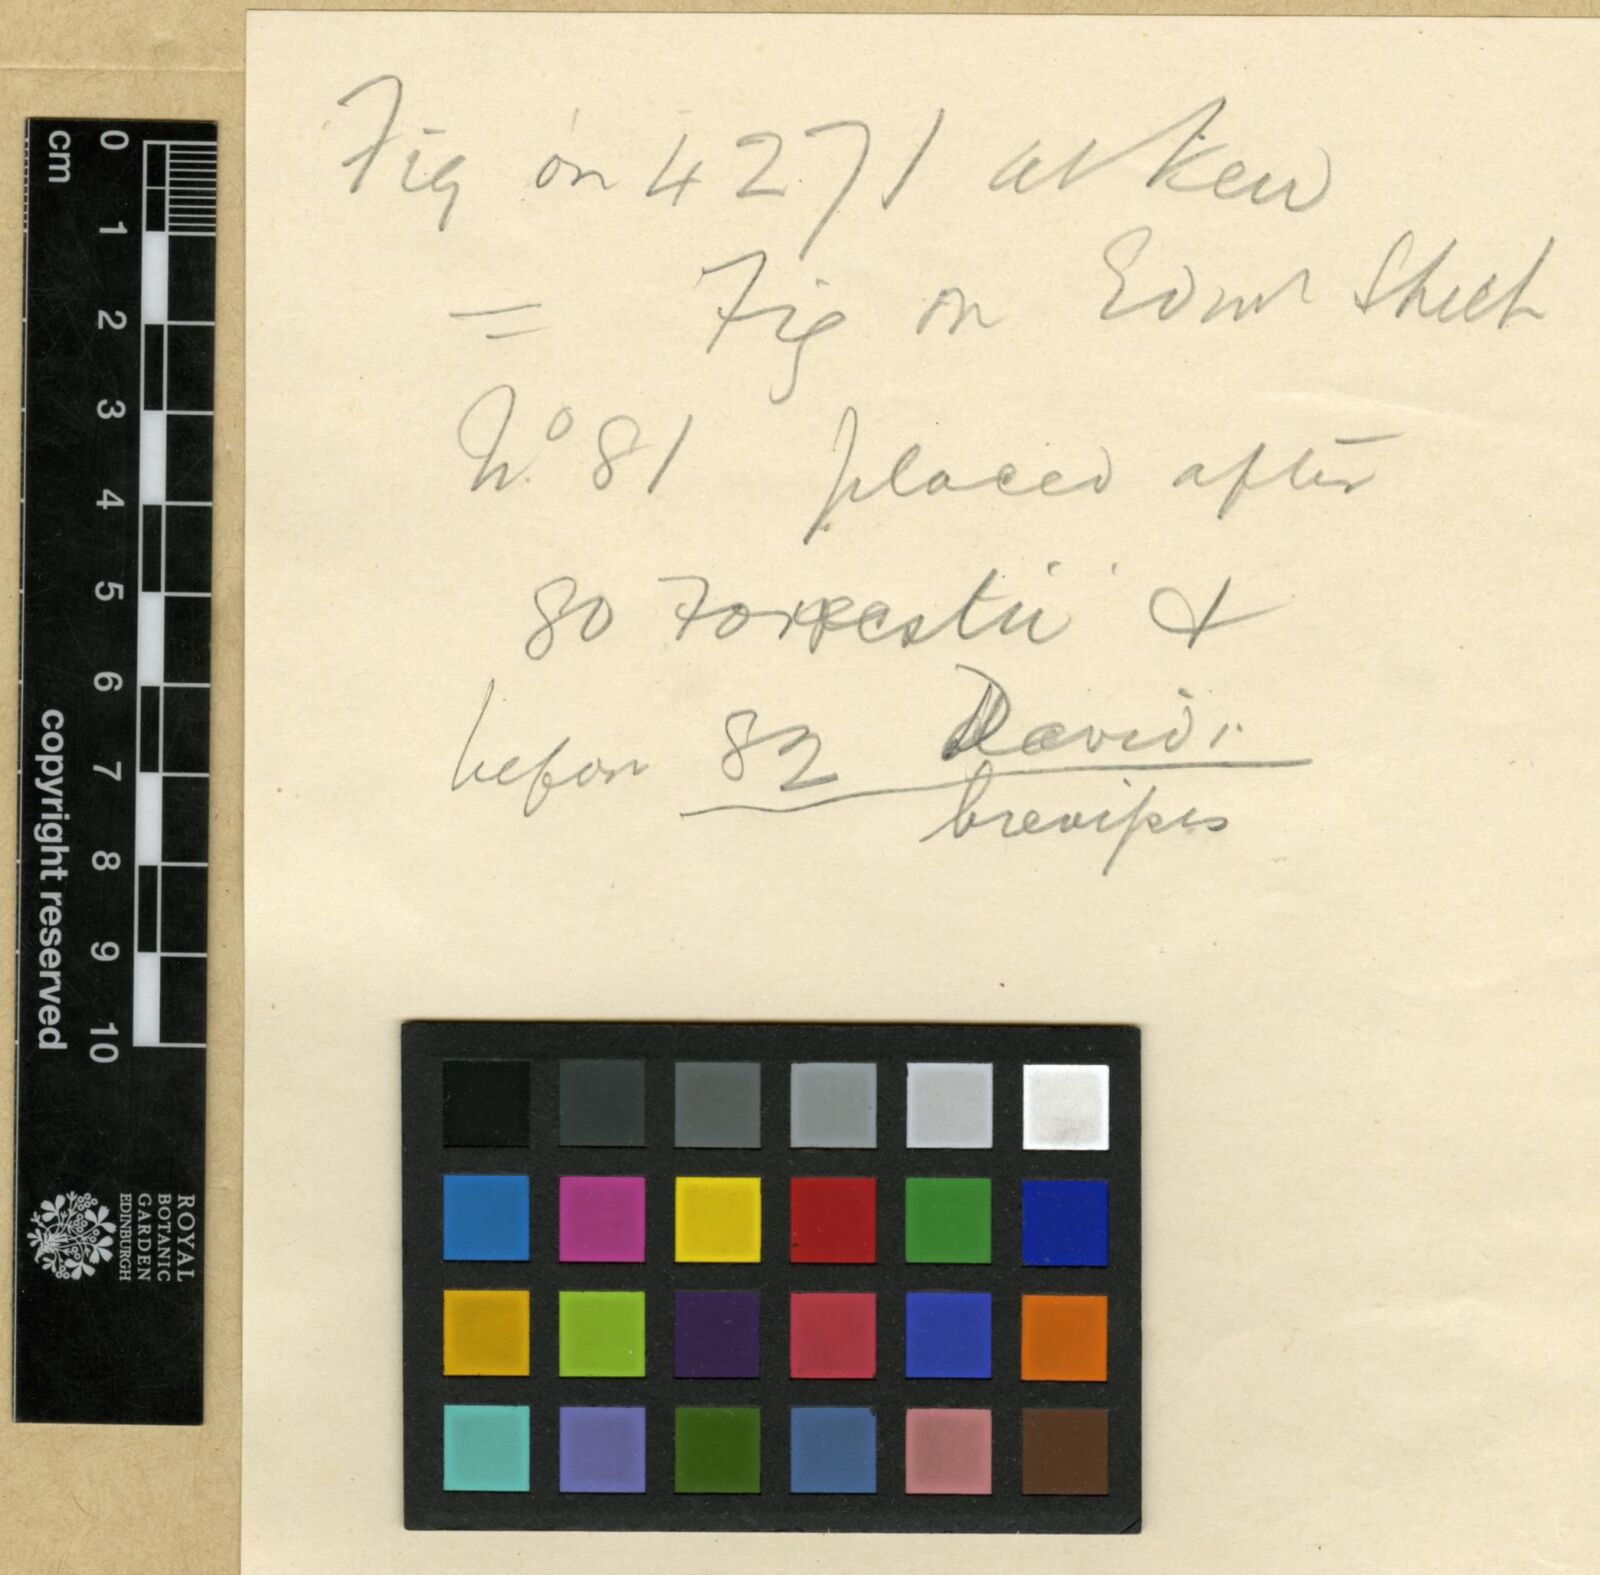 Fig on 4271 at Kew
= Fig on Edinr Sheet
No 81 placed after
80 Forrestii &
before 82 Davidi
brevipes
cm
0
1
2
3
4
5
6
7
8
9
10
copyright reserved
ROYAL
BOTANIC
GARDEN
EDINBURGH